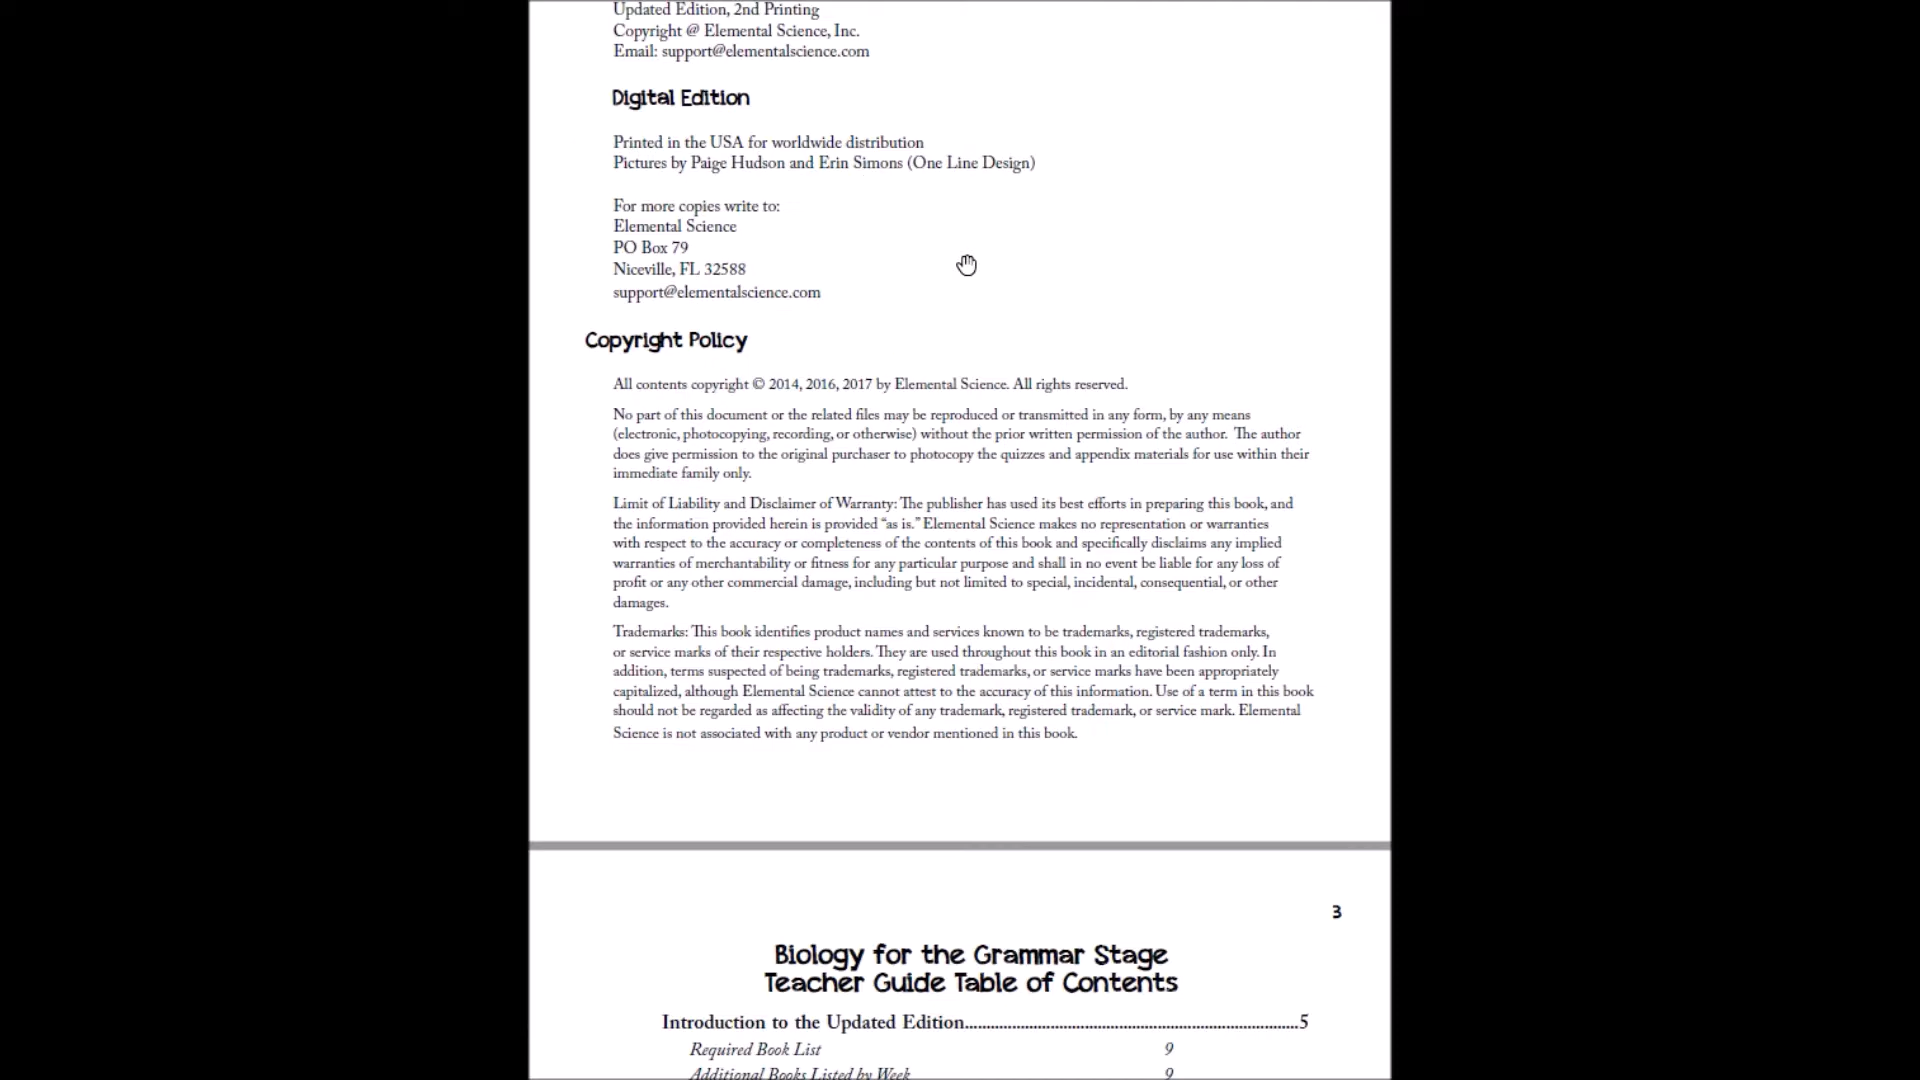 Updated Edition, 2nd Printing
Copyright @ Elemental Science, Inc.
Email: support@elementalscience.com
Digital Edition
Printed in the USA for worldwide distribution
Pictures by Paige Hudson and Erin Simons (One Line Design)
For more copies write to:
Elemental Science
PO Box 79
Niceville, FL 32588
support@elementalscience.com
Copyright Policy
All contents copyright © 2014, 2016, 2017 by Elemental Science. All rights reserved.
No part of this document or the related files may be reproduced or transmitted in any form, by any means
(electronic, photocopying, recording, or otherwise) without the prior written permission of the author. The author
does give permission to the original purchaser to photocopy the quizzes and appendix materials for use within their
immediate family only.
Limit of Liability and Disclaimer of Warranty: The publisher has used its best efforts in preparing this book, and
the information provided herein is provided “as is.” Elemental Science makes no representation or warranties
with respect to the accuracy or completeness of the contents of this book and specifically disclaims any implied
warranties of merchantability or fitness for any particular purpose and shall in no event be liable for any loss of
profit or any other commercial damage, including but not limited to special, incidental, consequential, or other
damages.
Trademarks: This book identifies product names and services known to be trademarks, registered trademarks,
or service marks of their respective holders. They are used throughout this book in an editorial fashion only. In
addition, terms suspected of being trademarks, registered trademarks, or service marks have been appropriately
capitalized, although Elemental Science cannot attest to the accuracy of this information. Use of a term in this book
should not be regarded as affecting the validity of any trademark, registered trademark, or service mark. Elemental
Science is not associated with any product or vendor mentioned in this book.
3
Biology for the Grammar Stage
Teacher Guide Table of Contents
Introduction to the Updated Edition..............................................................................5
Required Book List 9
Additional Books Listed by Week 9